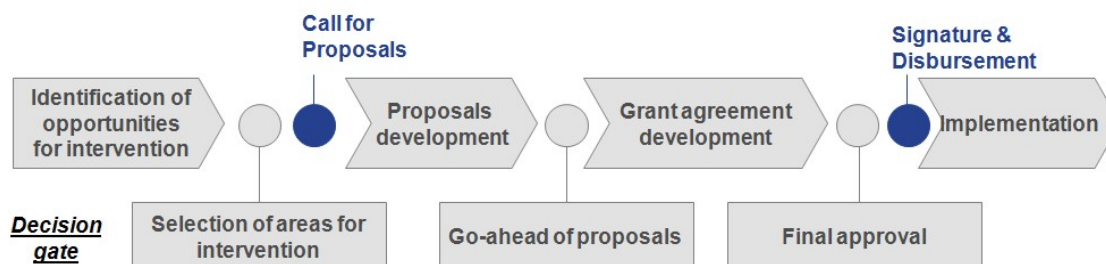 Call for
Proposals
Signature &
Disbursement
Identification of
opportunities
for intervention
Proposals
development
Grant agreement
development
Implementation
Decision
gate
Selection of areas for
intervention
Go-ahead of proposals
Final approval